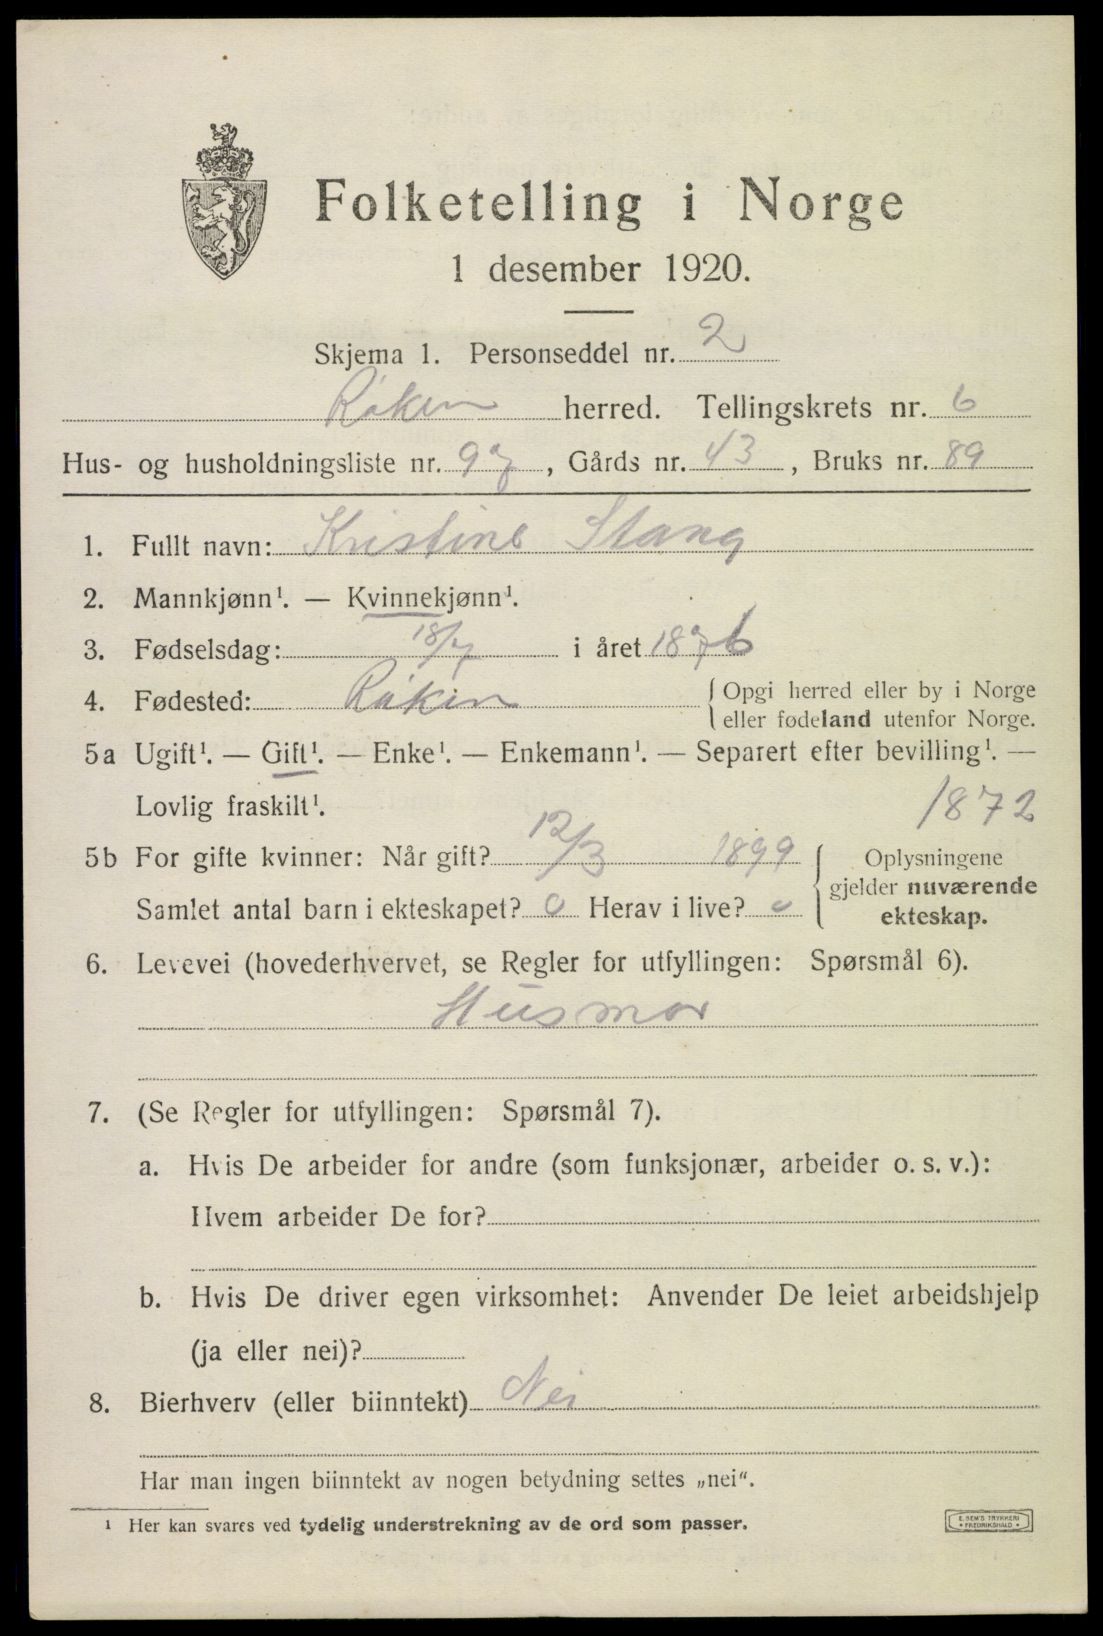 Folketelling i Norge
1 desember 1920.
Skjema 1. Personseddel nr. 2
Røken herred. Tellingskrets nr. 6
Hus- og husholdningsliste nr. 97, Gårds nr. 43, Bruks nr. 89
1. Fullt navn: Kristine Stang
2. Mannkjønn¹. — Kvinnekjønn¹.
3. Fødselsdag: 18/7 i året 1876
4. Fødested: Røken {Opgi herred eller by i Norge
eller fødeland utenfor Norge.
5a Ugift¹. — Gift¹. — Enke¹. — Enkemann¹. — Separert efter bevilling¹. —
Lovlig fraskilt¹. 1872
5b For gifte kvinner: Når gift? 12/3 1899
Samlet antal barn i ekteskapet? 0 Herav i live? 0
{Oplysningene
gjelder nuværende
ekteskap.
6. Levevei (hovederhvervet, se Regler for utfyllingen: Spørsmål 6).
Husmor
7. (Se Regler for utfyllingen: Spørsmål 7).
a. Hvis De arbeider for andre (som funksjonær, arbeider o. s. v.):
Hvem arbeider De for?
b. Hvis De driver egen virksomhet: Anvender De leiet arbeidshjelp
(ja eller nei)?
8. Bierhverv (eller biinntekt) Nei
Har man ingen biinntekt av nogen betydning settes „nei“.
¹ Her kan svares ved tydelig understrekning av de ord som passer.
E. SEM'S TRYKKERI
• FREDRIKSHALD •